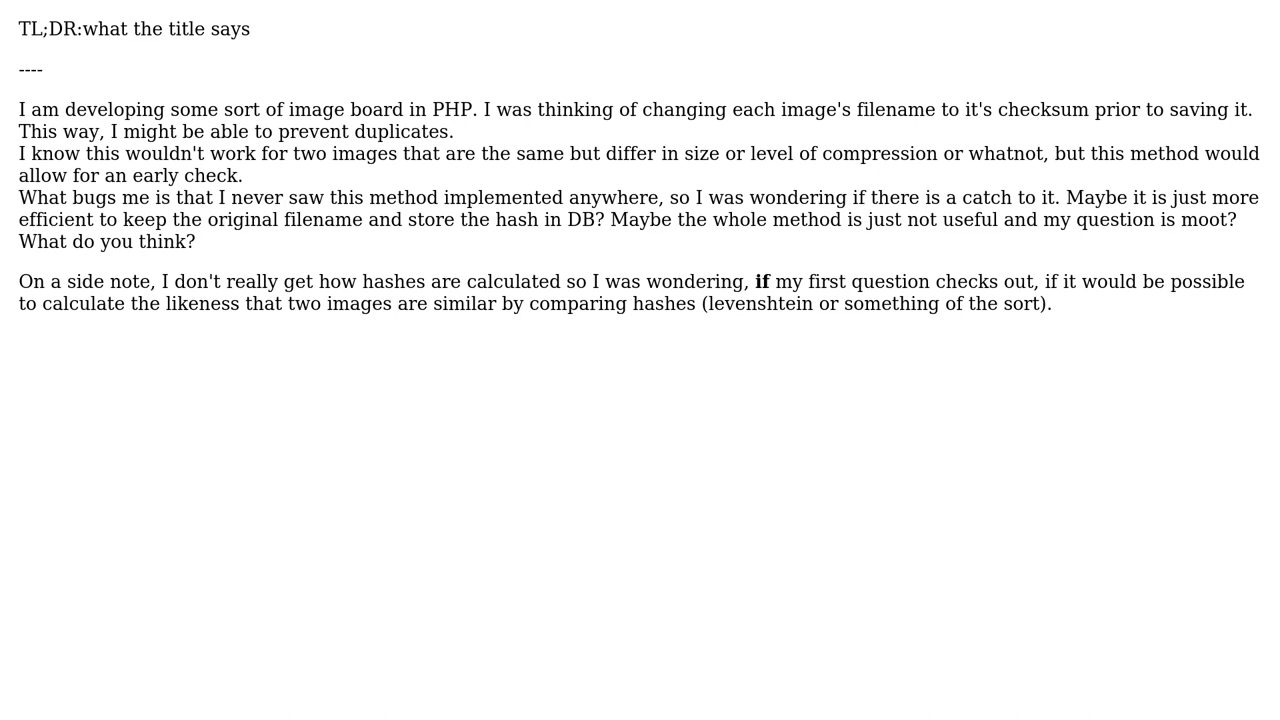 TL;DR:what the title says
----
I am developing some sort of image board in PHP. I was thinking of changing each image's filename to it's checksum prior to saving it.
This way, I might be able to prevent duplicates.
I know this wouldn't work for two images that are the same but differ in size or level of compression or whatnot, but this method would
allow for an early check.
What bugs me is that I never saw this method implemented anywhere, so I was wondering if there is a catch to it. Maybe it is just more
efficient to keep the original filename and store the hash in DB? Maybe the whole method is just not useful and my question is moot?
What do you think?
On a side note, I don't really get how hashes are calculated so I was wondering, if my first question checks out, if it would be possible
to calculate the likeness that two images are similar by comparing hashes (levenshtein or something of the sort).